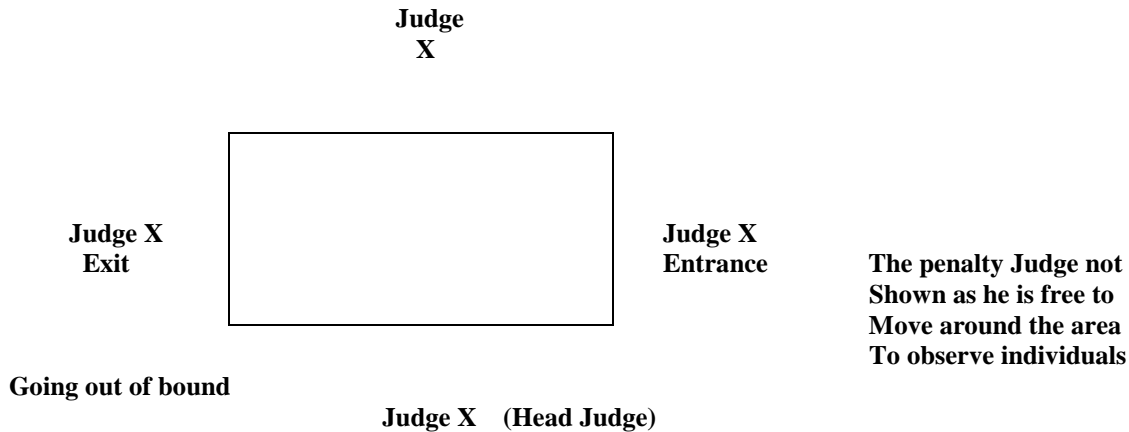 Judge
X
Judge X
Exit
Judge X
Entrance
The penalty Judge not
Shown as he is free to
Move around the area
To observe individuals
Going out of bound
Judge X (Head Judge)